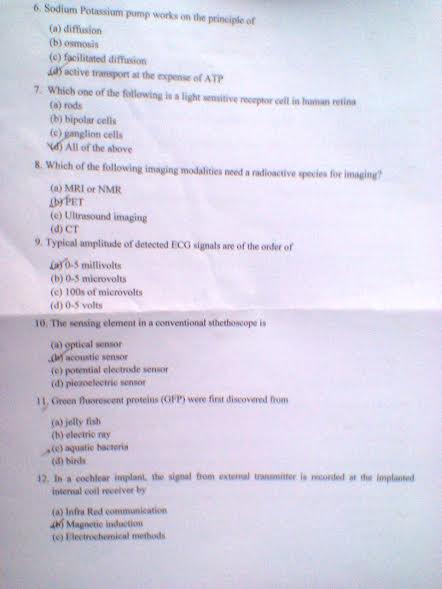 6. Sodium Potassium pump works on the principle of
(a) diffusion
(b) osmosis
(c) facilitated diffusion
(d) active transport at the expense of ATP
7. Which one of the following is a light sensitive receptor cell in human retina
(a) rods
(b) bipolar cells
(c) ganglion cells
(d) All of the above
8. Which of the following imaging modalities need a radioactive species for imaging?
(a) MRI or NMR
(b) PET
(c) Ultrasound imaging
(d) CT
9. Typical amplitude of detected ECG signals are of the order of
(a) 0-5 millivolts
(b) 0-5 microvolts
(c) 100s of microvolts
(d) 0-5 volts
10. The sensing element in a conventional sthethoscope is
(a) optical sensor
(b) acoustic sensor
(c) potential electrode sensor
(d) piezoelectric sensor
11. Green fluorescent proteins (GFP) were first discovered from
(a) jelly fish
(b) electric ray
(c) aquatic bacteria
(d) birds
12. In a cochlear implant, the signal from external transmitter is recorded at the implanted
internal coil receiver by
(a) Infra Red communication
(b) Magnetic induction
(c) Electrochemical methods